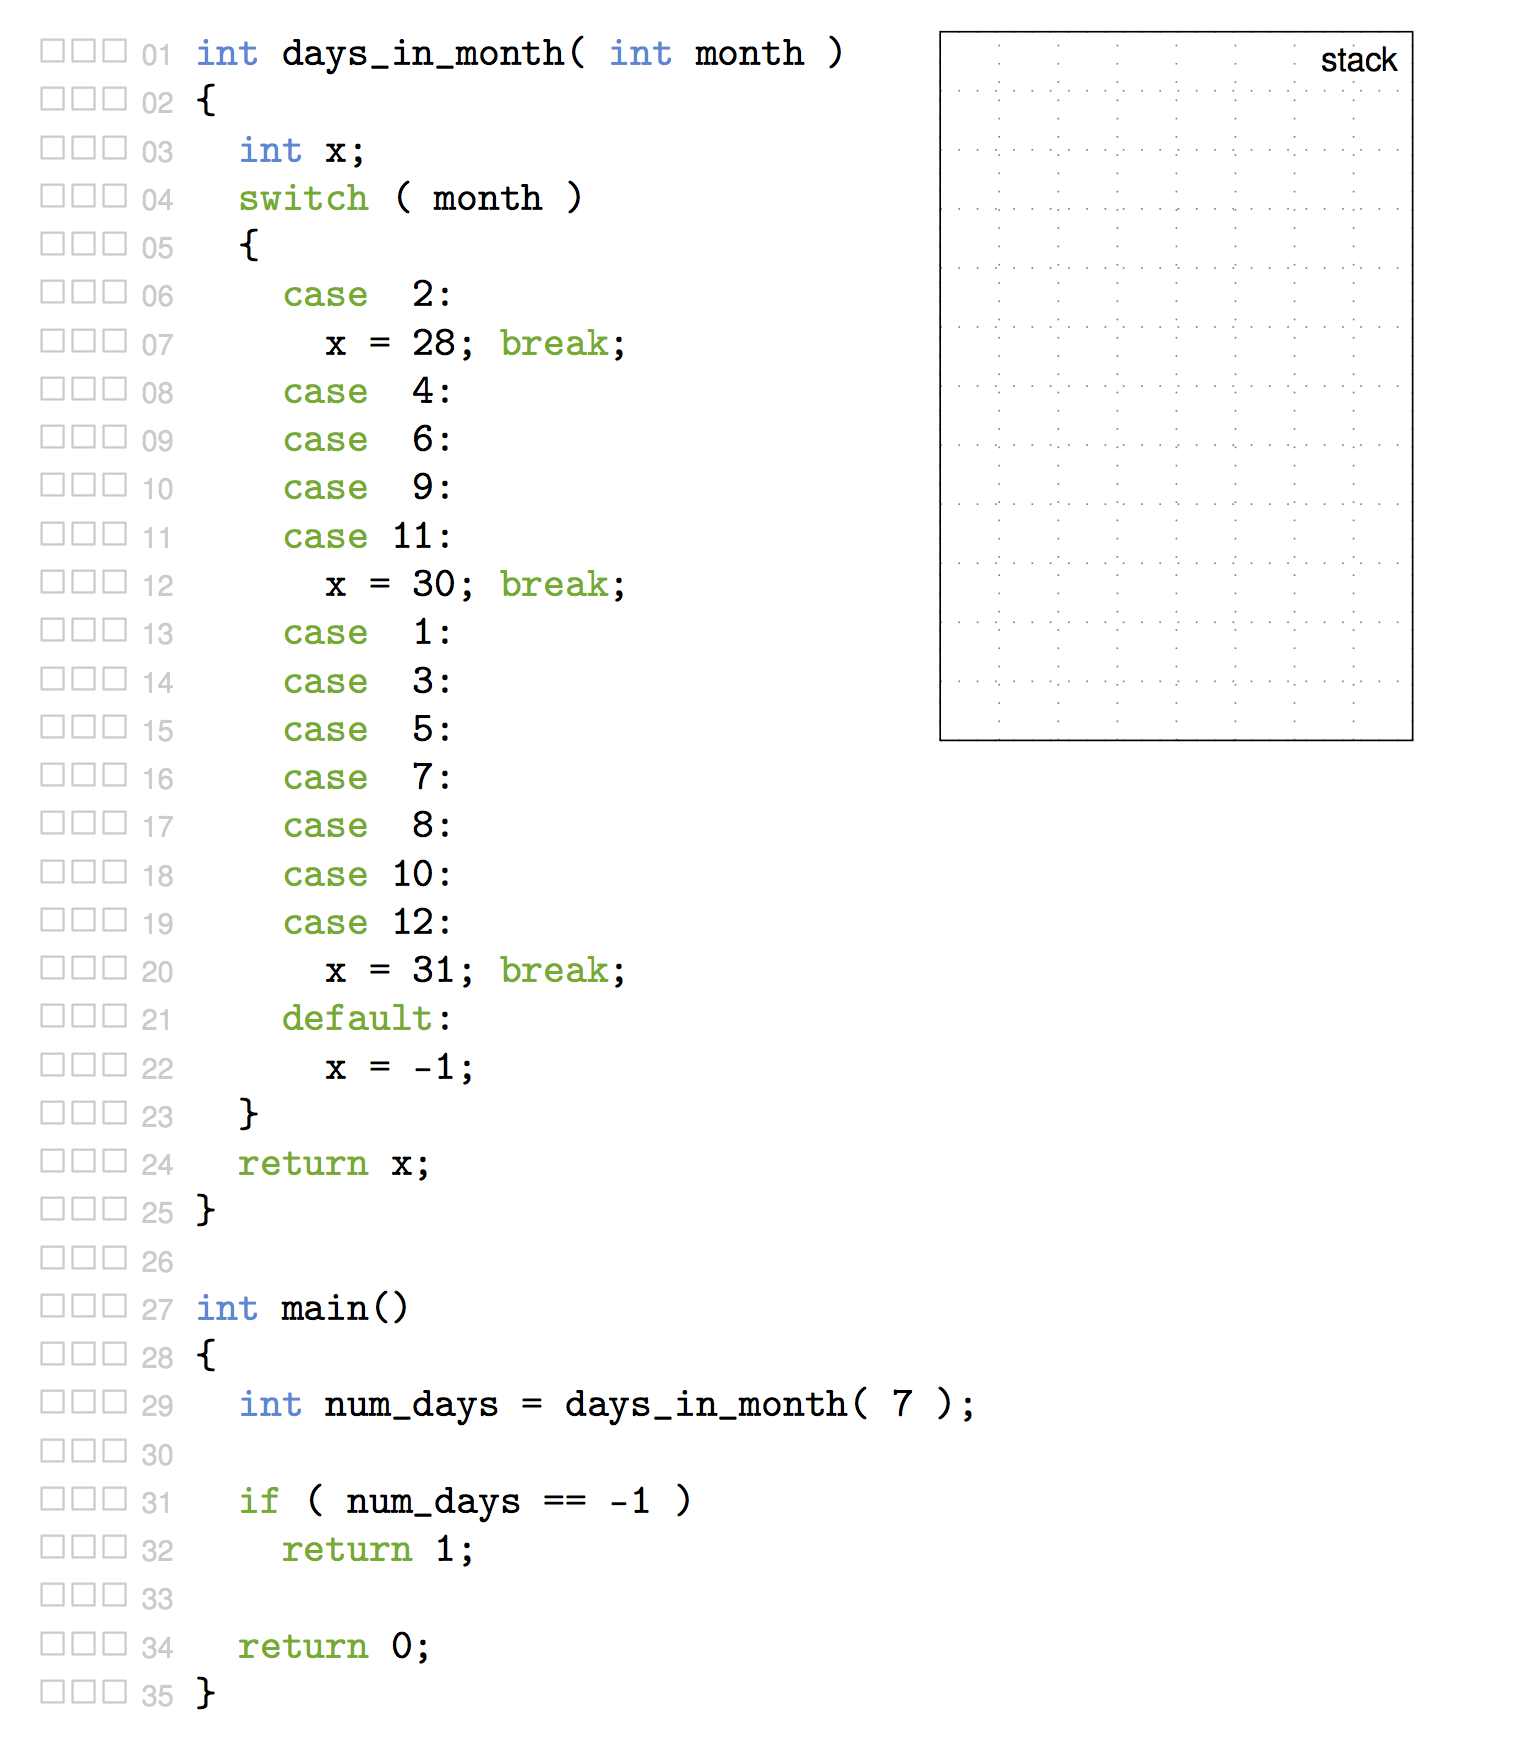 01 int days_in_month( int month )
02 {
03   int x;
04   switch ( month )
05   {
06     case  2:
07       x = 28; break;
08     case  4:
09     case  6:
10     case  9:
11     case 11:
12       x = 30; break;
13     case  1:
14     case  3:
15     case  5:
16     case  7:
17     case  8:
18     case 10:
19     case 12:
20       x = 31; break;
21     default:
22       x = -1;
23   }
24   return x;
25 }
26
27 int main()
28 {
29   int num_days = days_in_month( 7 );
30
31   if ( num_days == -1 )
32     return 1;
33
34   return 0;
35 }
stack